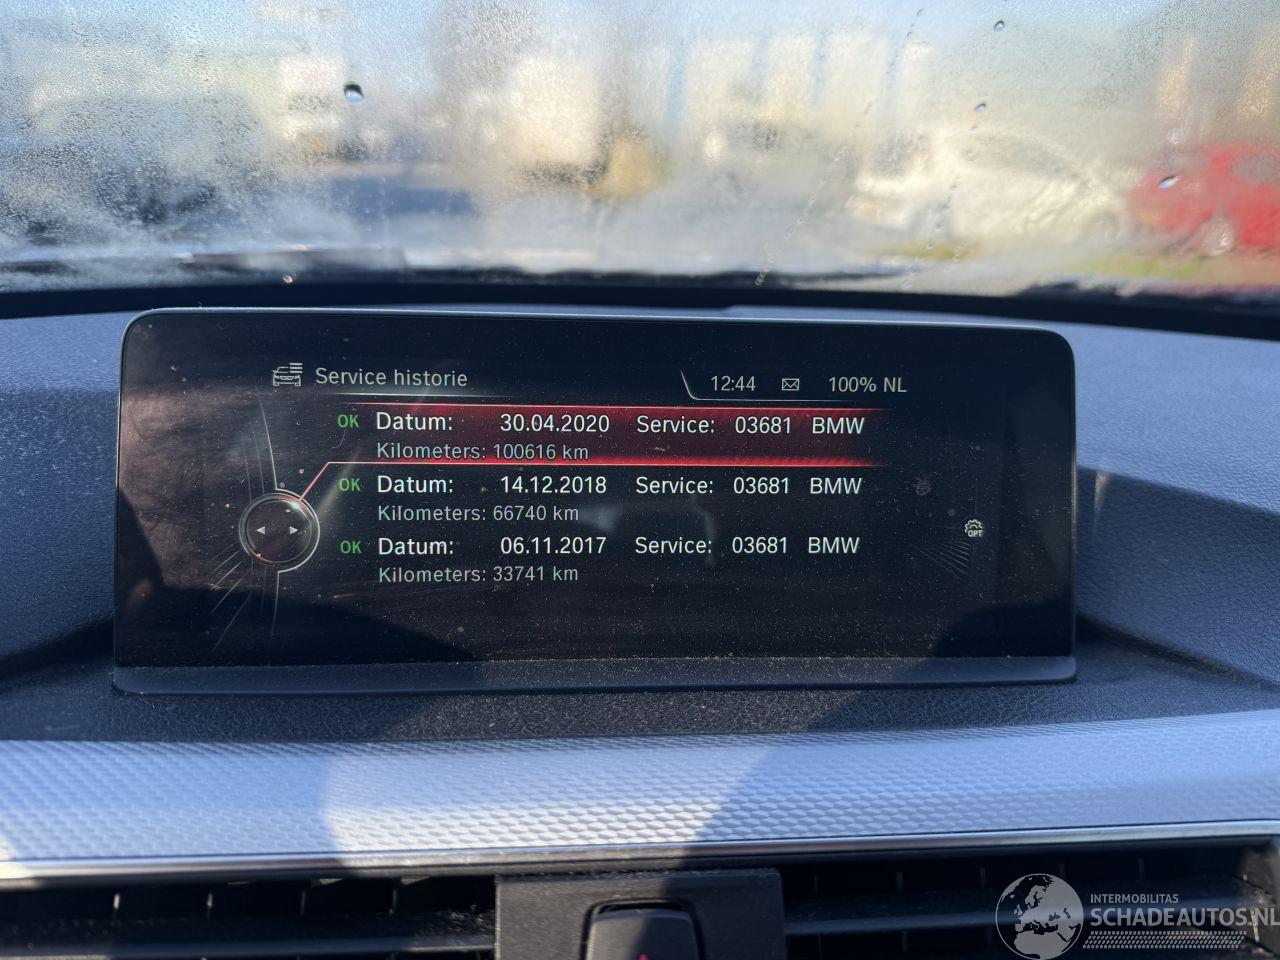 Service historie
12:44 100% NL
OK Datum: 30.04.2020 Service: 03681 BMW
Kilometers: 100616 km
OK Datum: 14.12.2018 Service: 03681 BMW
Kilometers: 66740 km
OK Datum: 06.11.2017 Service: 03681 BMW
Kilometers: 33741 km
OPT
INTERMOBILITAS
SCHADEAUTOS.NL